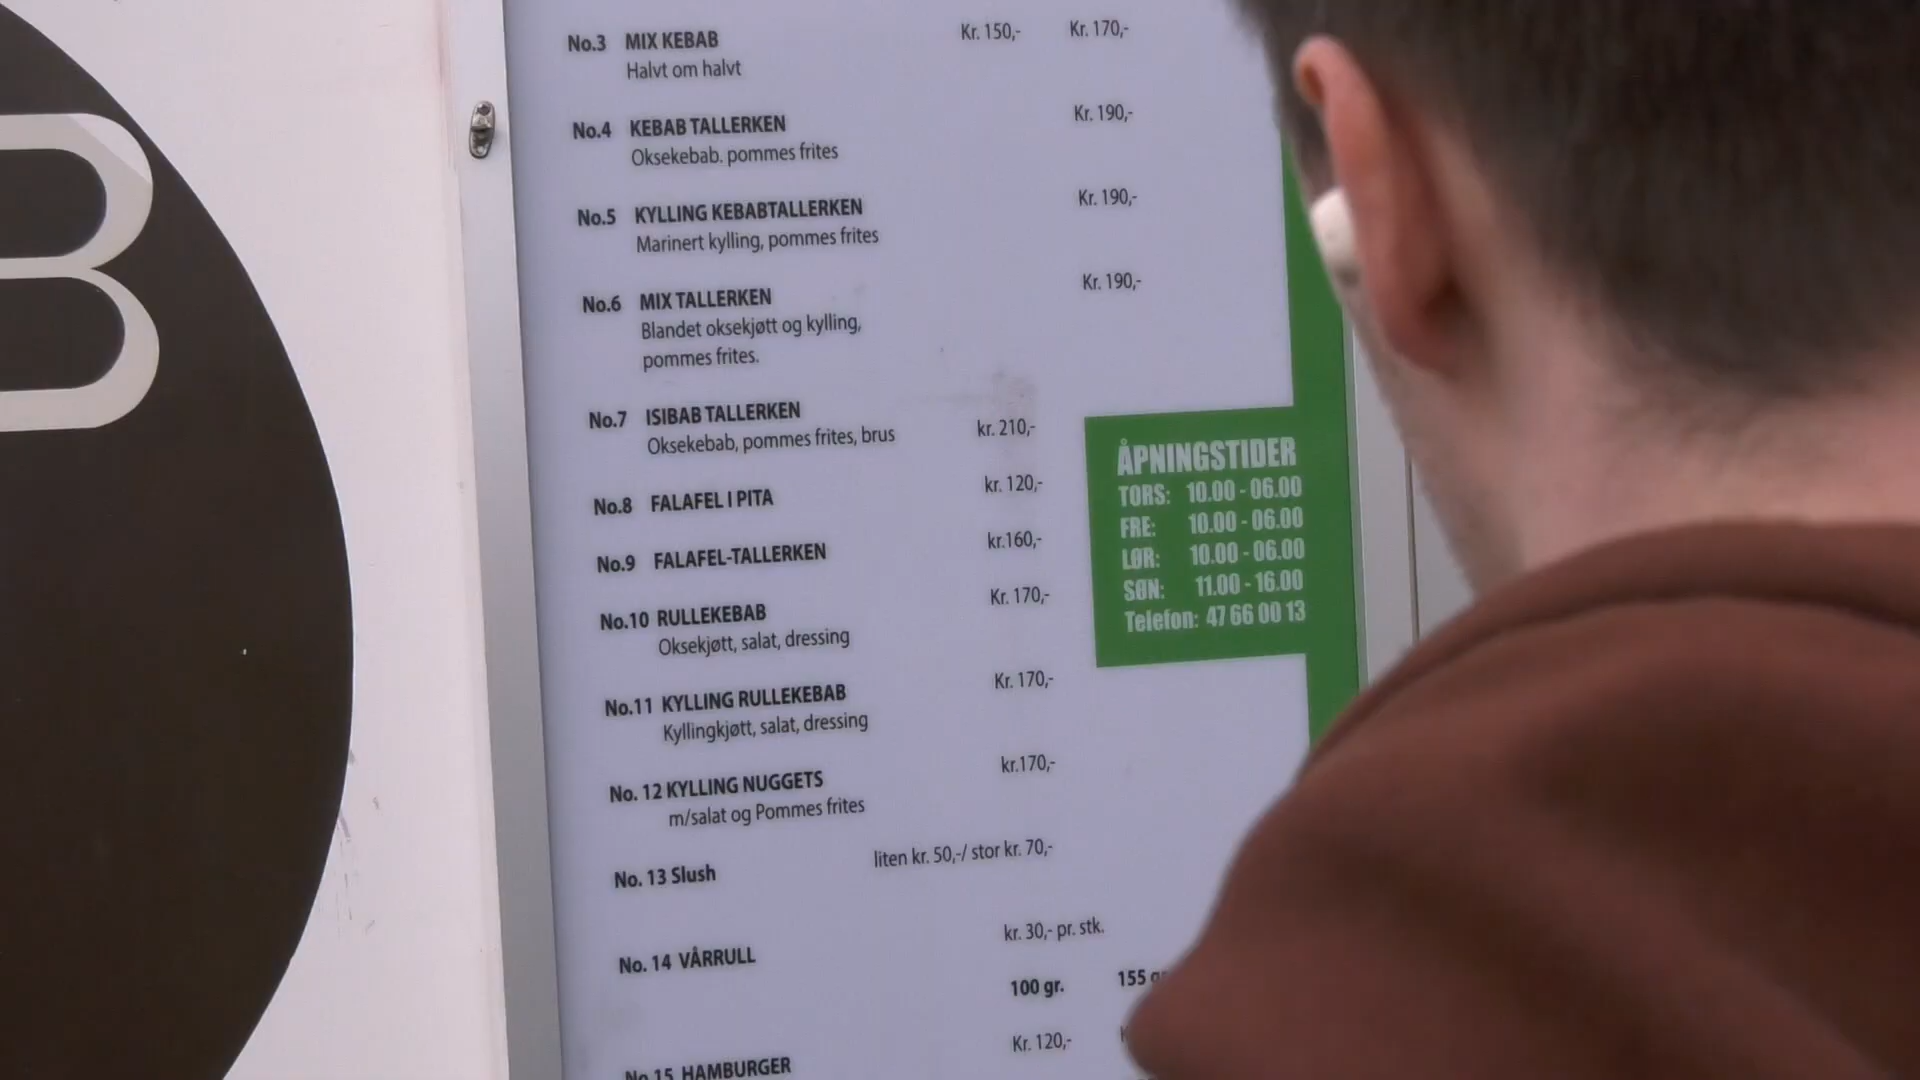 No.3 MIX KEBAB Kr. 150,- Kr. 170,-
Halvt om halvt
No.4 KEBAB TALLERKEN Kr. 190,-
Oksekebab. pommes frites
No.5 KYLLING KEBABTALLERKEN Kr. 190,-
Marinert kylling, pommes frites
No.6 MIX TALLERKEN Kr. 190,-
Blandet oksekjøtt og kylling,
pommes frites.
No.7 ISIBAB TALLERKEN kr. 210,-
Oksekebab, pommes frites, brus
No.8 FALAFEL I PITA kr. 120,-
No.9 FALAFEL-TALLERKEN kr.160,-
No.10 RULLEKEBAB Kr. 170,-
Oksekjøtt, salat, dressing
No.11 KYLLING RULLEKEBAB Kr. 170,-
Kyllingkjøtt, salat, dressing
No. 12 KYLLING NUGGETS kr.170,-
m/salat og Pommes frites
No. 13 Slush liten kr. 50,-/ stor kr. 70,-
No. 14 VÅRRULL kr. 30,- pr. stk.
100 gr. 155
No.15 HAMBURGER Kr. 120,-
ÅPNINGSTIDER
TORS: 10.00 - 06.00
FRE: 10.00 - 06.00
LØR: 10.00 - 06.00
SØN: 11.00 - 16.00
Telefon: 47 66 00 13